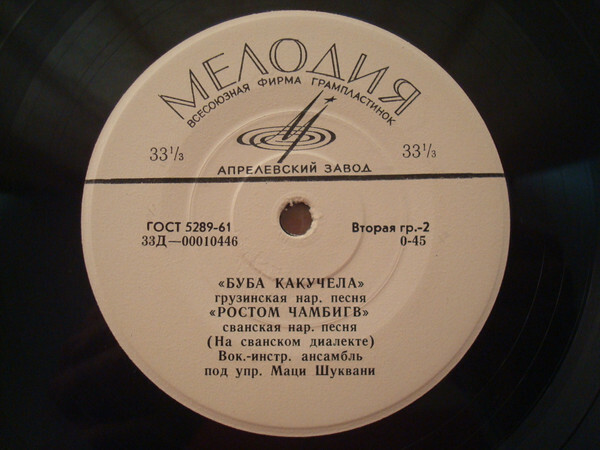 МЕЛОДИЯ
ВСЕСОЮЗНАЯ ФИРМА ГРАМПЛАСТИНОК
33⅓ 33⅓
АПРЕЛЕВСКИЙ ЗАВОД
ГОСТ 5289-61 Вторая гр.-2
33Д—00010446 0-45
«БУБА КАКУЧЕЛА»
грузинская нар. песня
«РОСТОМ ЧАМБИГВ»
сванская нар. песня
(На сванском диалекте)
Вок.-инстр. ансамбль
под упр. Маци Шуквани